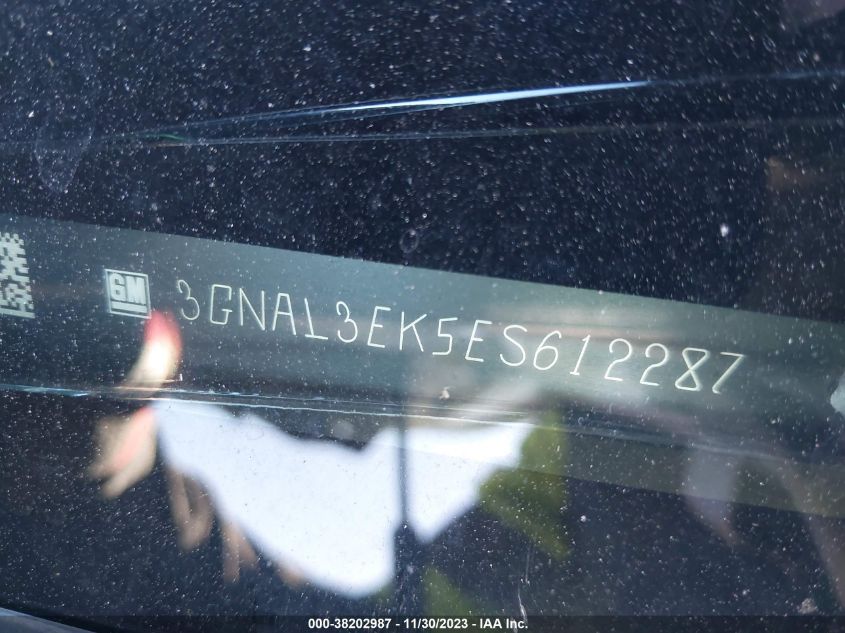 GM 3GNAL3EK5ES612287
000-38202987 - 11/30/2023 - IAA Inc.